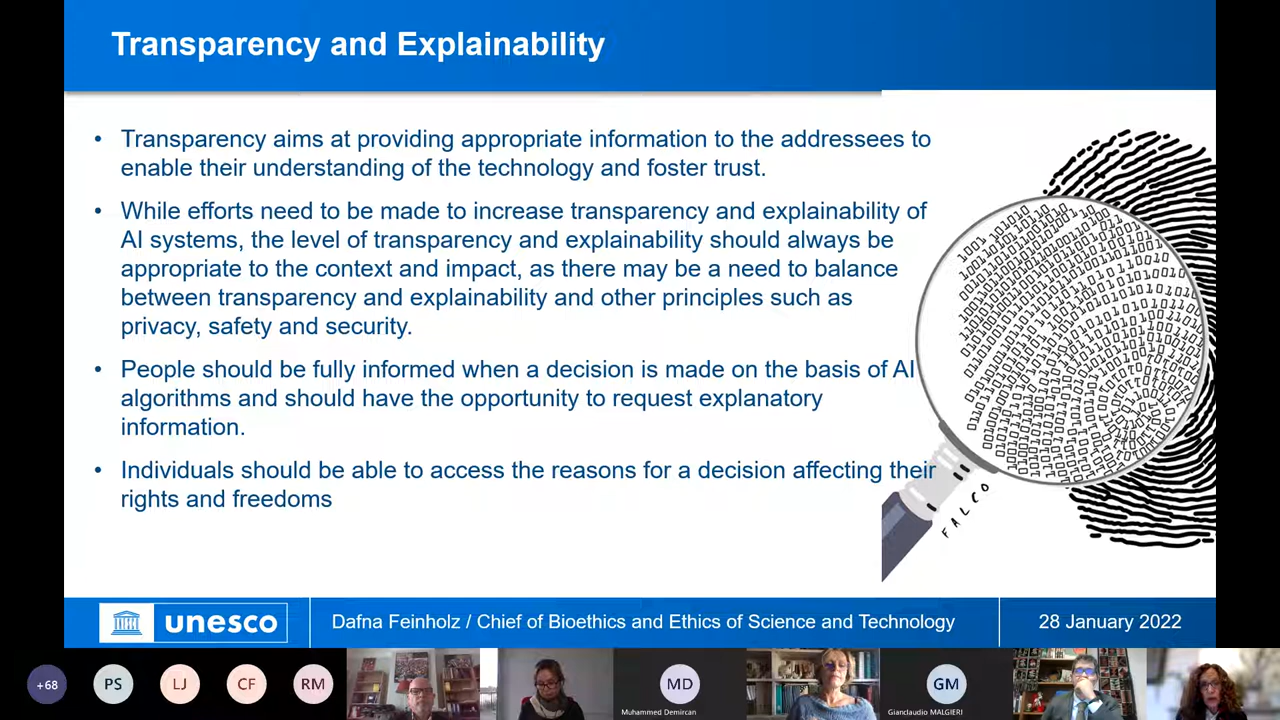 Transparency and Explainability
• Transparency aims at providing appropriate information to the addressees to
enable their understanding of the technology and foster trust.
• While efforts need to be made to increase transparency and explainability of
AI systems, the level of transparency and explainability should always be
appropriate to the context and impact, as there may be a need to balance
between transparency and explainability and other principles such as
privacy, safety and security.
• People should be fully informed when a decision is made on the basis of AI
algorithms and should have the opportunity to request explanatory
information.
• Individuals should be able to access the reasons for a decision affecting their
rights and freedoms
FALCO
unesco
Dafna Feinholz / Chief of Bioethics and Ethics of Science and Technology
28 January 2022
+68
PS
LJ
CF
RM
MD
Muhammed Demircan
GM
Gianclaudio MALGIERI